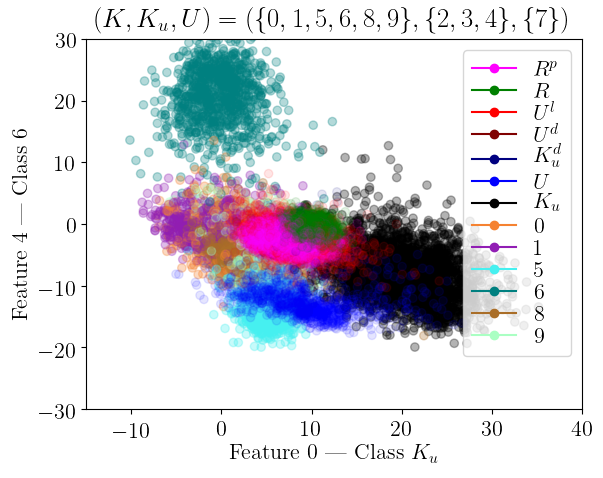 (K, K_u, U) = ({0, 1, 5, 6, 8, 9}, {2, 3, 4}, {7})
30
20
10
0
−10
−20
−30
Feature 4 — Class 6
−10
0
10
20
30
40
Feature 0 — Class K_u
R^p
R
U^l
U^d
K_u^d
U
K_u
0
1
5
6
8
9